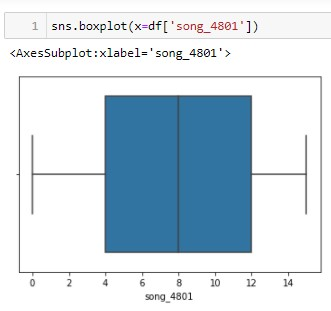 1 sns.boxplot(x=df['song_4801'])
<AxesSubplot:xlabel='song_4801'>
0 2 4 6 8 10 12 14
song_4801